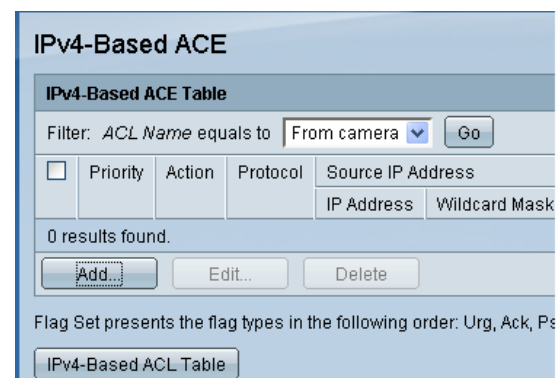 IPv4-Based ACE
IPv4-Based ACE Table
Filter: ACL Name equals to From camera Go
Priority Action Protocol Source IP Address
IP Address Wildcard Mask
0 results found.
Add... Edit... Delete
Flag Set presents the flag types in the following order: Urg, Ack, Ps
IPv4-Based ACL Table